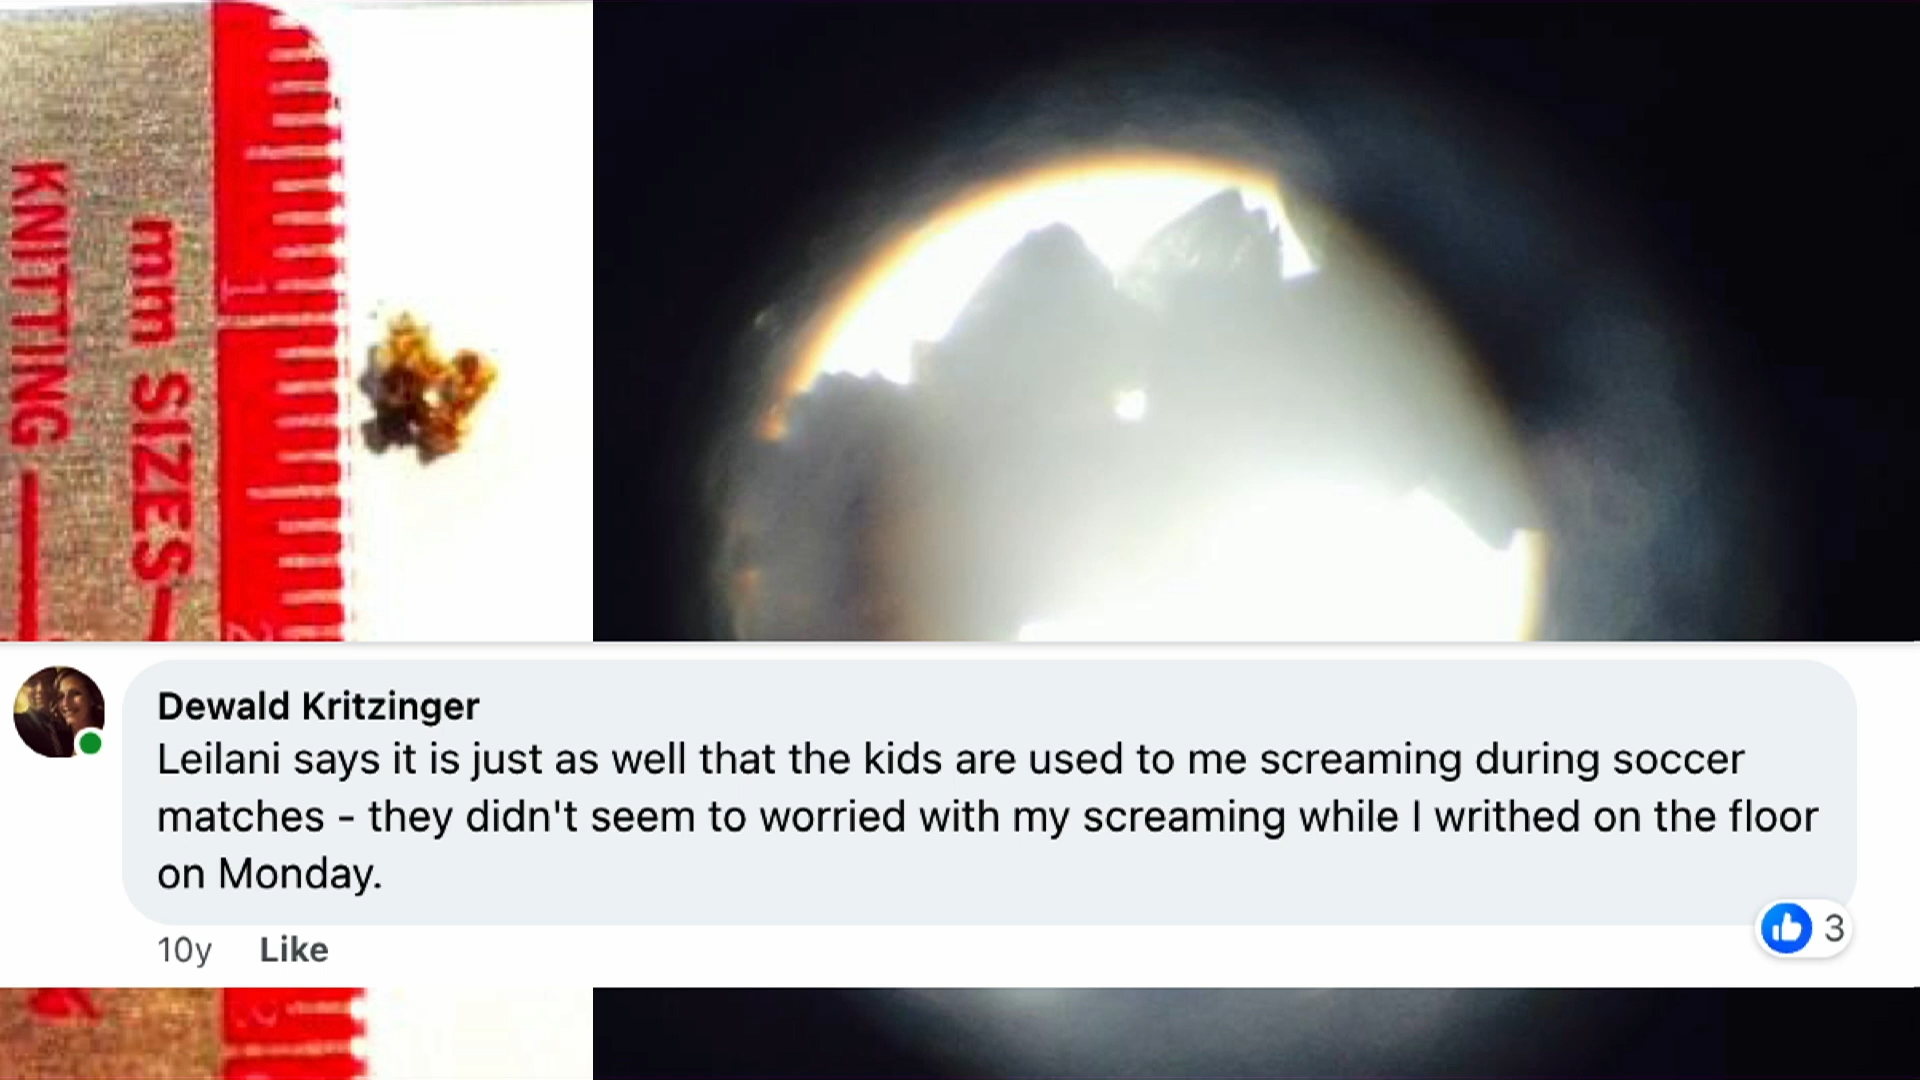 KNITTING
mm SIZES
1
2
Dewald Kritzinger
Leilani says it is just as well that the kids are used to me screaming during soccer
matches - they didn't seem to worried with my screaming while I writhed on the floor
on Monday.
10y Like
3